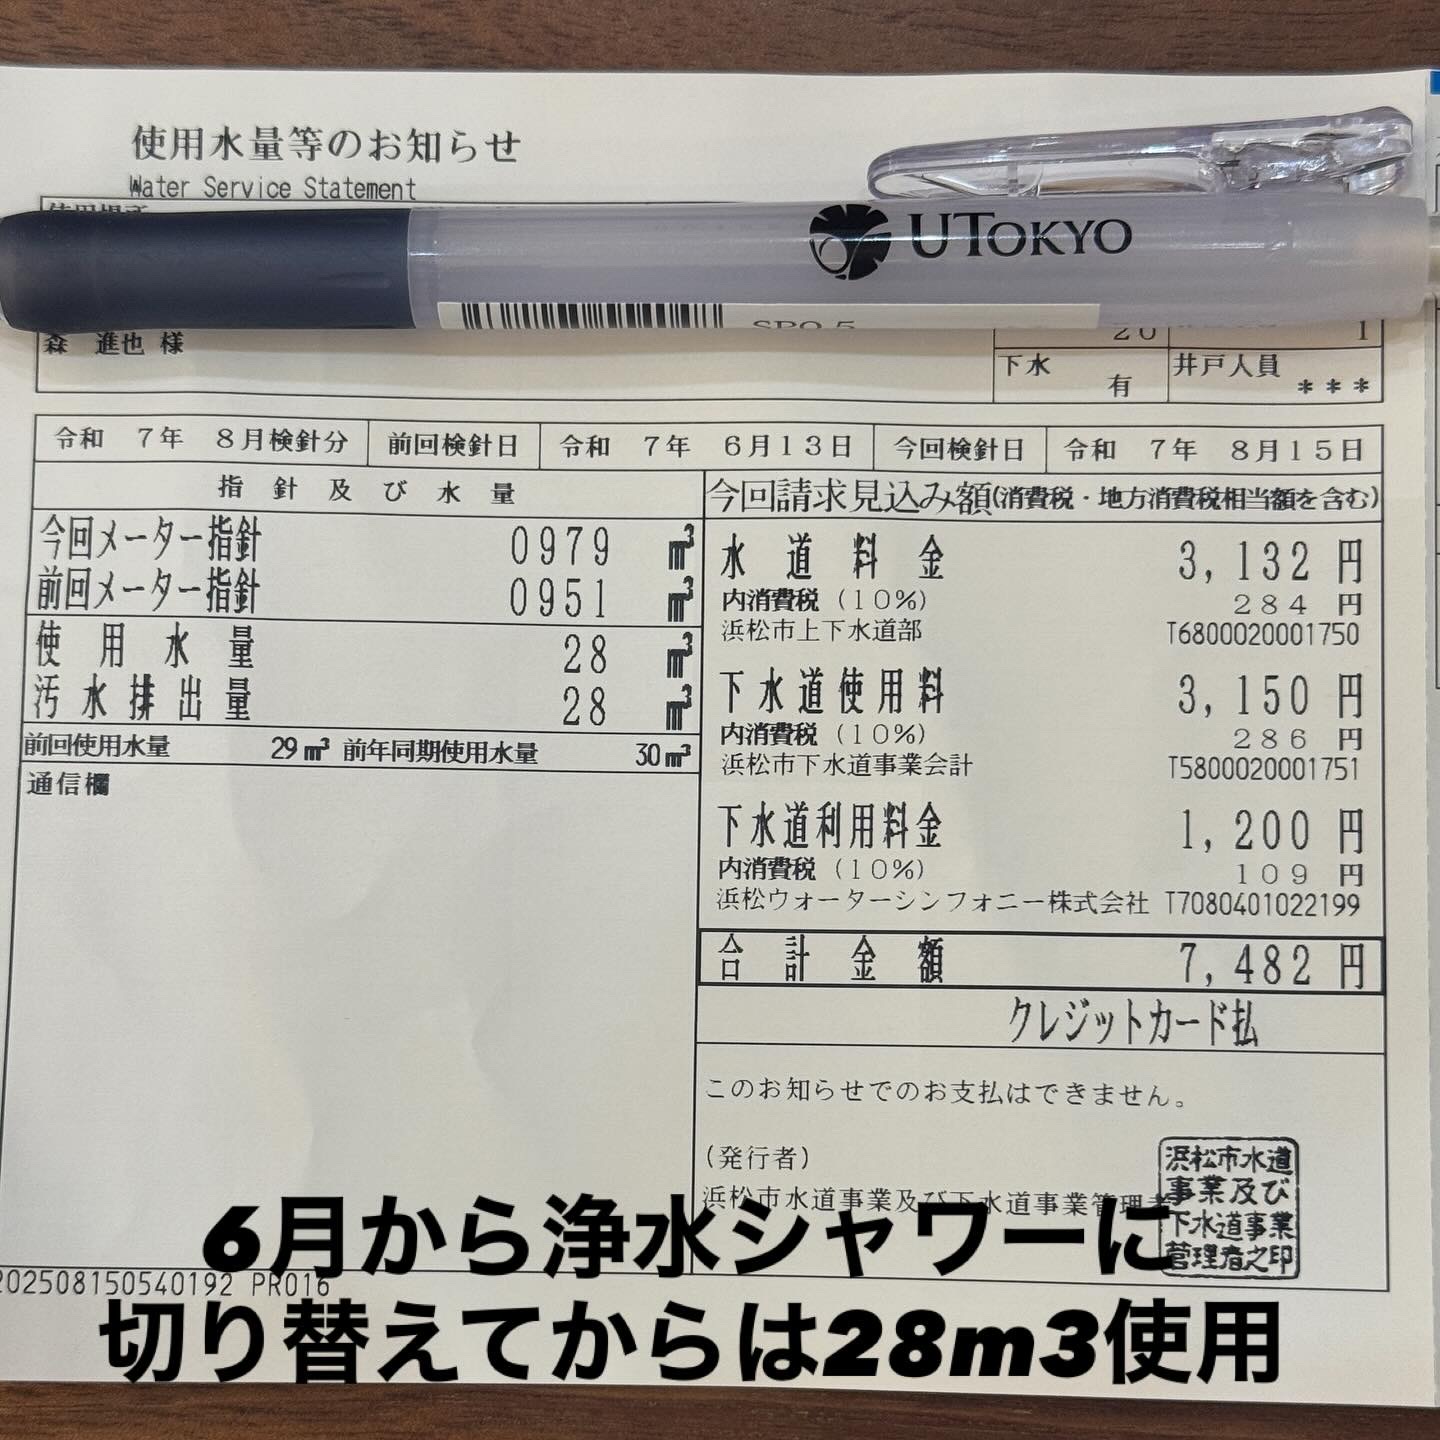 使用水量等のお知らせ
Water Service Statement
UTOKYO
森 進也 様
20
1
下水 有
井戸人員 ***
令和 7年 8月検針分 前回検針日 令和 7年 6月13日 今回検針日 令和 7年 8月15日
指針及び水量
今回メーター指針 0979 m³
前回メーター指針 0951 m³
使用水量 28 m³
汚水排出量 28 m³
前回使用水量 29m³ 前年同期使用水量 30m³
通信欄
今回請求見込み額(消費税・地方消費税相当額を含む)
水道料金 3,132 円
内消費税(10%) 284 円
浜松市上下水道部 T6800020001750
下水道使用料 3,150 円
内消費税(10%) 286 円
浜松市下水道事業会計 T5800020001751
下水道利用料金 1,200 円
内消費税(10%) 109 円
浜松ウォーターシンフォニー株式会社 T7080401022199
合計金額 7,482 円
クレジットカード払
このお知らせでのお支払はできません。
(発行者)
浜松市水道事業及び下水道事業管理者
浜松市水道
事業及び
下水道事業
管理者之印
202508150540192 PR016
6月から浄水シャワーに
切り替えてからは28m3使用